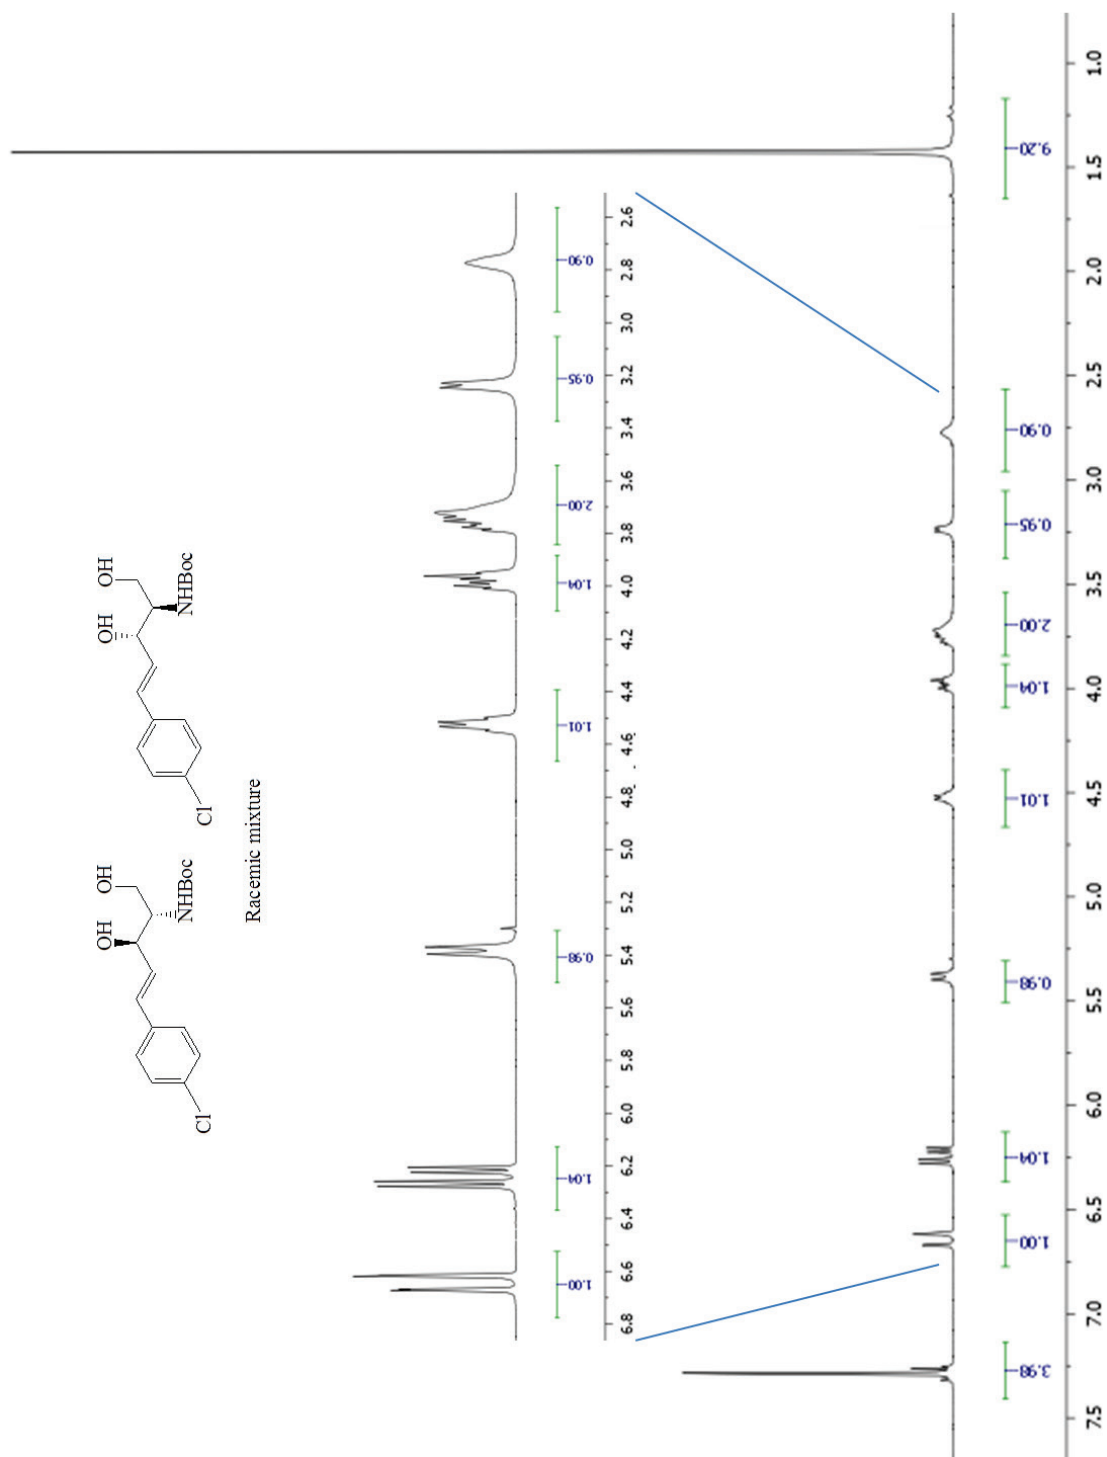 OH
OH
NHBoc
Cl
OH
OH
NHBoc
Cl
Racemic mixture
6.8 6.6 6.4 6.2 6.0 5.8 5.6 5.4 5.2 5.0 4.8 4.6 4.4 4.2 4.0 3.8 3.6 3.4 3.2 3.0 2.8 2.6
1.00 1.04 0.98 1.01 1.04 2.00 0.95 0.90
3.98 1.00 1.04 0.98 1.01 1.04 2.00 0.95 0.90 9.20
7.5 7.0 6.5 6.0 5.5 5.0 4.5 4.0 3.5 3.0 2.5 2.0 1.5 1.0